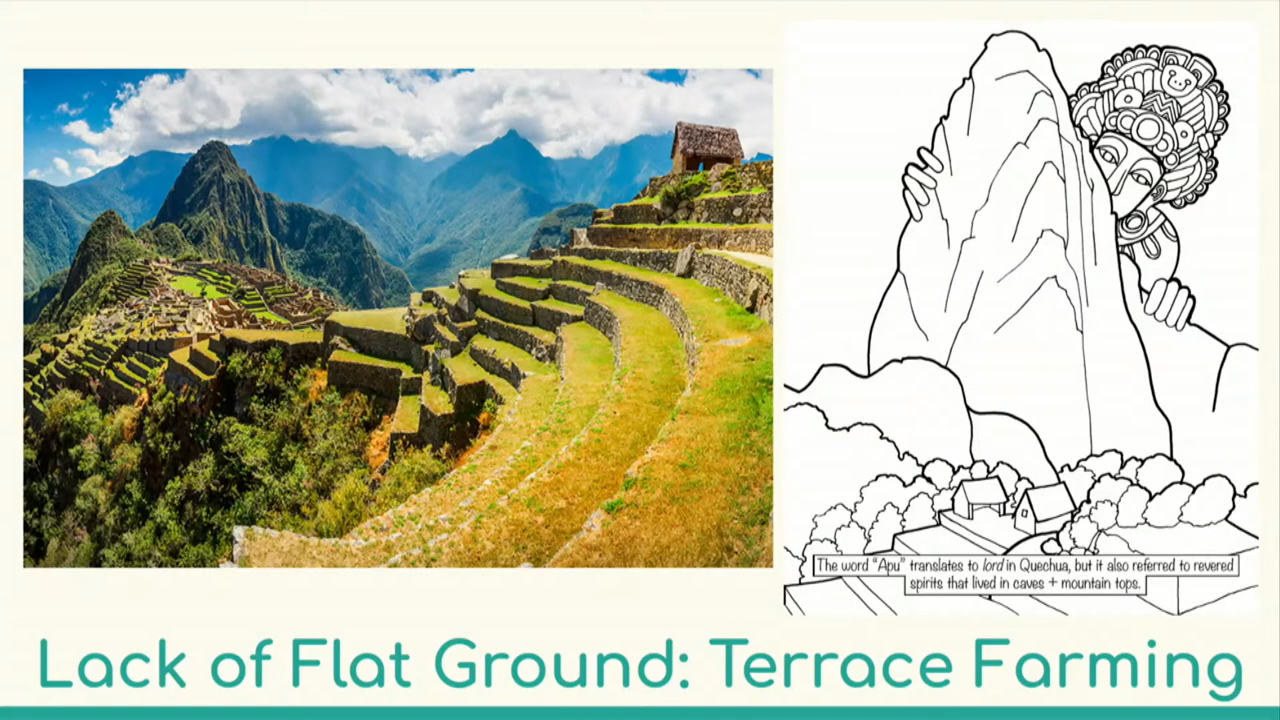 The word “Apu” translates to lord in Quechua, but it also referred to revered
spirits that lived in caves + mountain tops.
Lack of Flat Ground: Terrace Farming